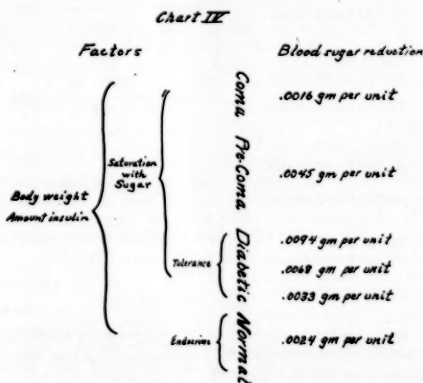 Chart IV
Factors
Blood sugar reduction
Coma
.0016 gm per unit
Saturation
with
Sugar
Pre-Coma
.0045 gm per unit
Body weight
Amount insulin
Diabetic
.0094 gm per unit
Tolerance
.0068 gm per unit
.0033 gm per unit
Endocrine
Normal
.0024 gm per unit